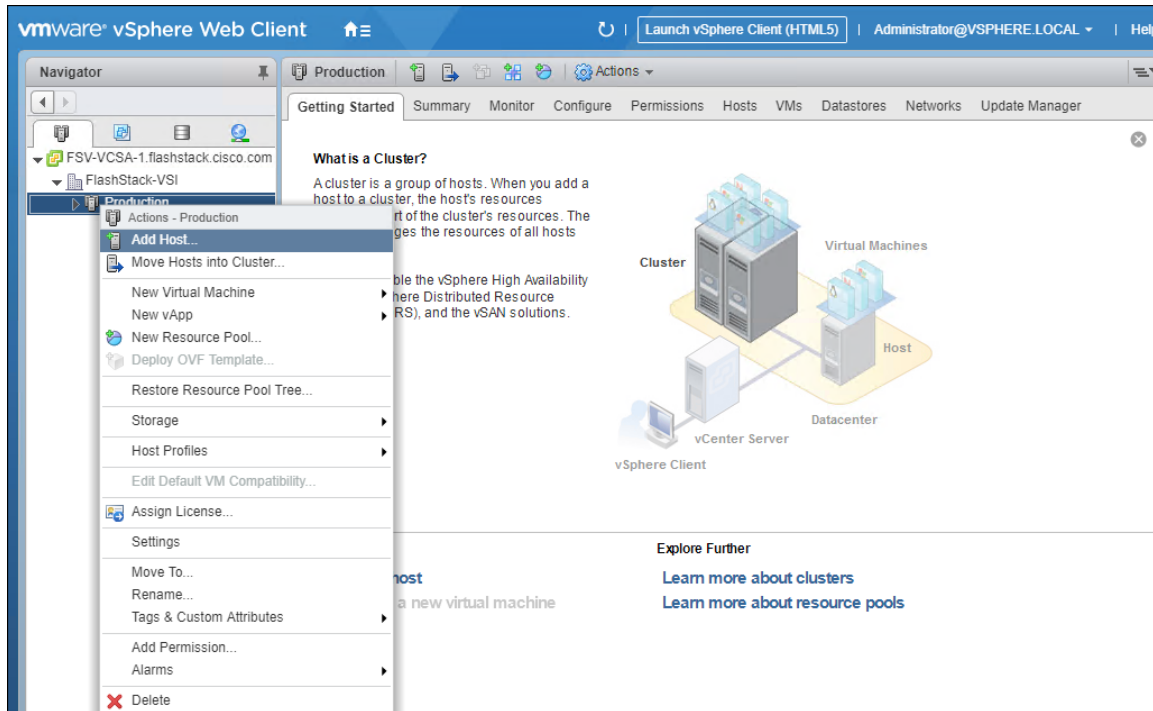 vmware® vSphere Web Client
Launch vSphere Client (HTML5)
Administrator@VSPHERE.LOCAL
Help
Navigator
FSV-VCSA-1.flashstack.cisco.com
FlashStack-VSI
Production
Actions - Production
Add Host...
Move Hosts into Cluster...
New Virtual Machine
New vApp
New Resource Pool...
Deploy OVF Template...
Restore Resource Pool Tree...
Storage
Host Profiles
Edit Default VM Compatibility...
Assign License...
Settings
Move To...
Rename...
Tags & Custom Attributes
Add Permission...
Alarms
Delete
Production
Actions
Getting Started Summary Monitor Configure Permissions Hosts VMs Datastores Networks Update Manager
What is a Cluster?
A cluster is a group of hosts. When you add a
host to a cluster, the host's resources
rt of the cluster's resources. The
ges the resources of all hosts
ble the vSphere High Availability
here Distributed Resource
RS), and the vSAN solutions.
Cluster
Virtual Machines
Host
Datacenter
vCenter Server
vSphere Client
host
a new virtual machine
Explore Further
Learn more about clusters
Learn more about resource pools